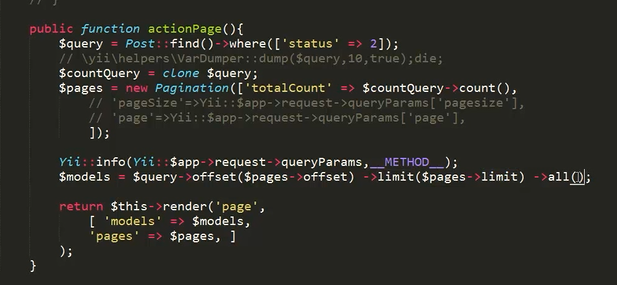 // ]
public function actionPage(){
$query = Post::find()->where(['status' => 2]);
// \yii\helpers\VarDumper::dump($query,10,true);die;
$countQuery = clone $query;
$pages = new Pagination(['totalCount' => $countQuery->count(),
// 'pageSize'=>Yii::$app->request->queryParams['pagesize'],
// 'page'=>Yii::$app->request->queryParams['page'],
]);
Yii::info(Yii::$app->request->queryParams,__METHOD__);
$models = $query->offset($pages->offset) ->limit($pages->limit) ->all();
return $this->render('page',
[ 'models' => $models,
'pages' => $pages, ]
);
}